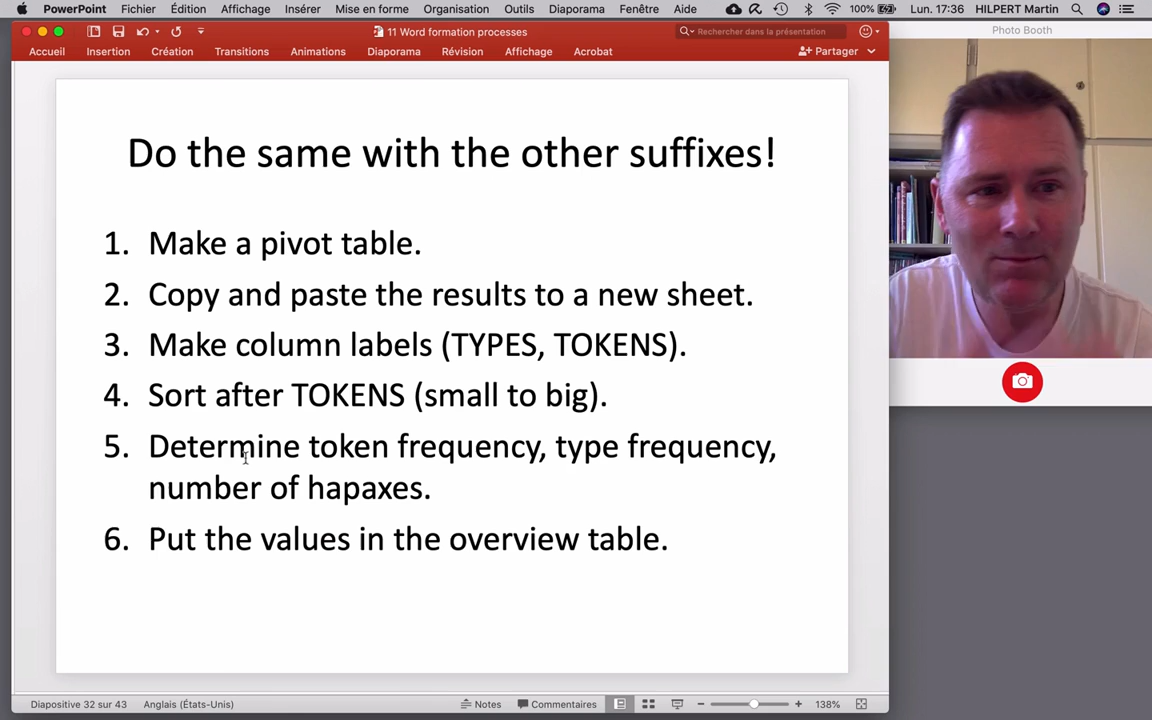 PowerPoint Fichier Édition Affichage Insérer Mise en forme Organisation Outils Diaporama Fenêtre Aide 100% Lun. 17:36 HILPERT Martin
11 Word formation processes
Rechercher dans la présentation
Photo Booth
Accueil Insertion Création Transitions Animations Diaporama Révision Affichage Acrobat Partager
Do the same with the other suffixes!
1. Make a pivot table.
2. Copy and paste the results to a new sheet.
3. Make column labels (TYPES, TOKENS).
4. Sort after TOKENS (small to big).
5. Determine token frequency, type frequency,
number of hapaxes.
6. Put the values in the overview table.
Diapositive 32 sur 43 Anglais (États-Unis) Notes Commentaires 138%